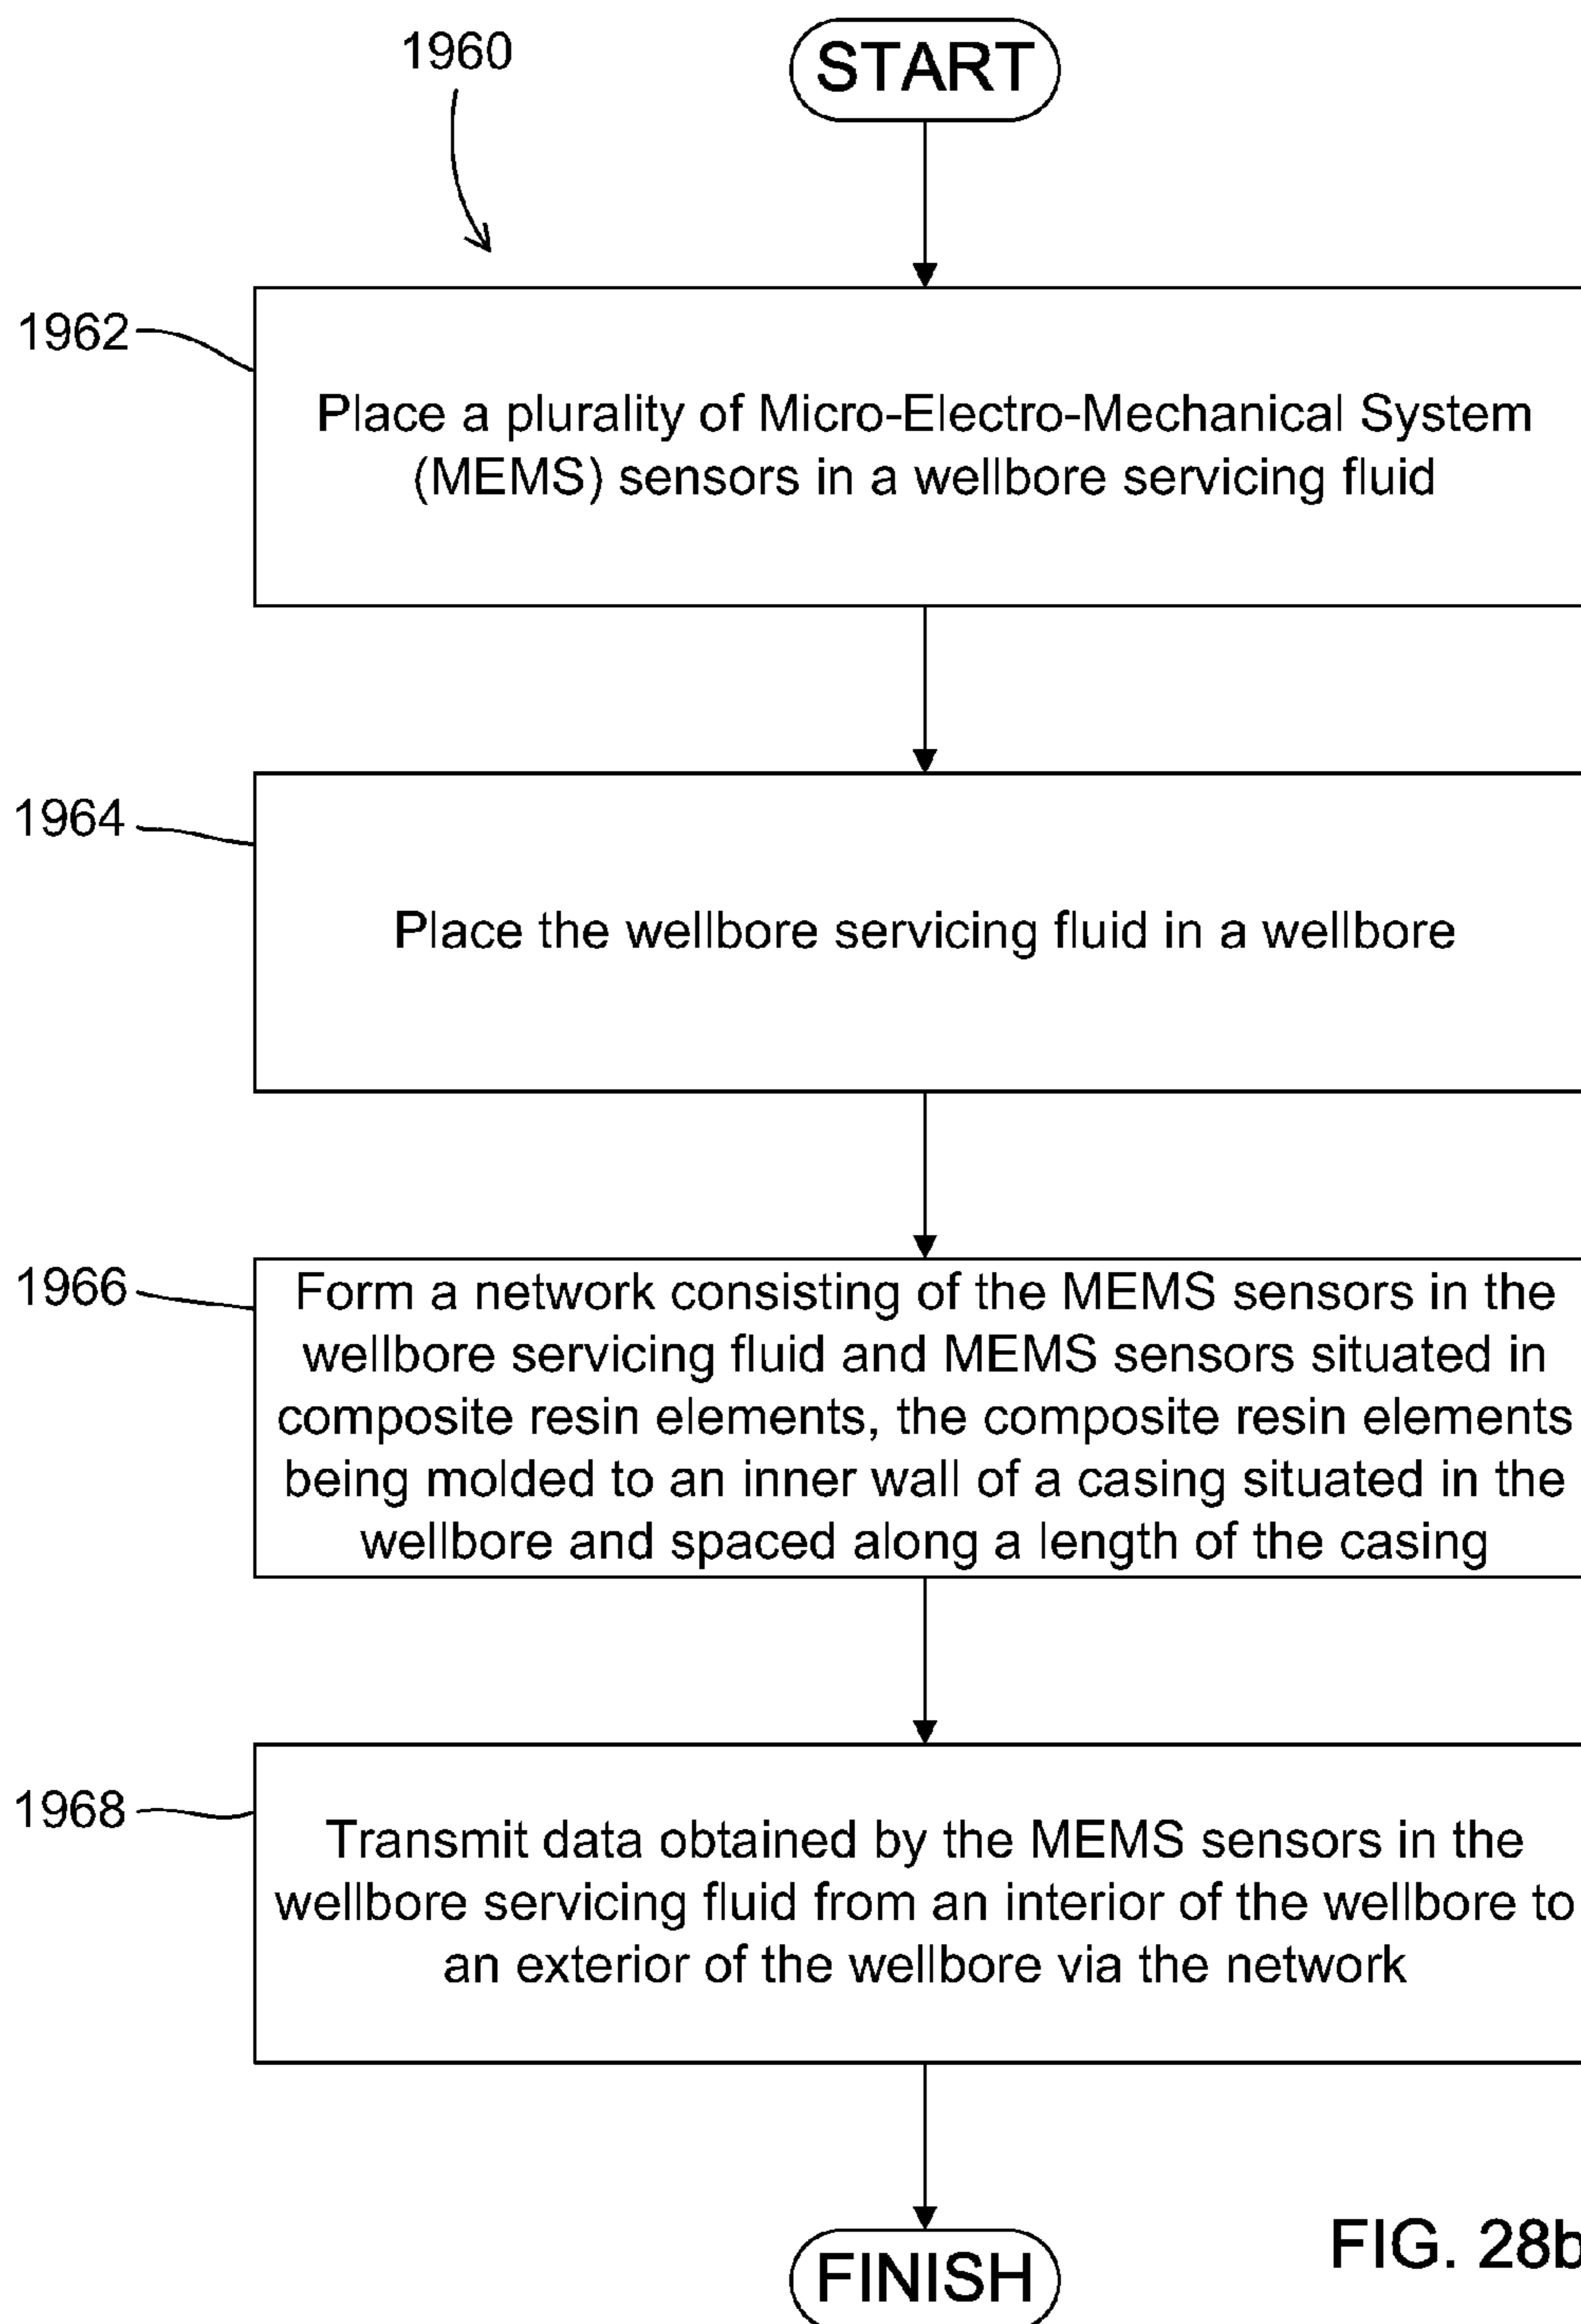 1960
START
1962
Place a plurality of Micro-Electro-Mechanical System
(MEMS) sensors in a wellbore servicing fluid
1964
Place the wellbore servicing fluid in a wellbore
1966
Form a network consisting of the MEMS sensors in the
wellbore servicing fluid and MEMS sensors situated in
composite resin elements, the composite resin elements
being molded to an inner wall of a casing situated in the
wellbore and spaced along a length of the casing
1968
Transmit data obtained by the MEMS sensors in the
wellbore servicing fluid from an interior of the wellbore to
an exterior of the wellbore via the network
FINISH
FIG. 28b